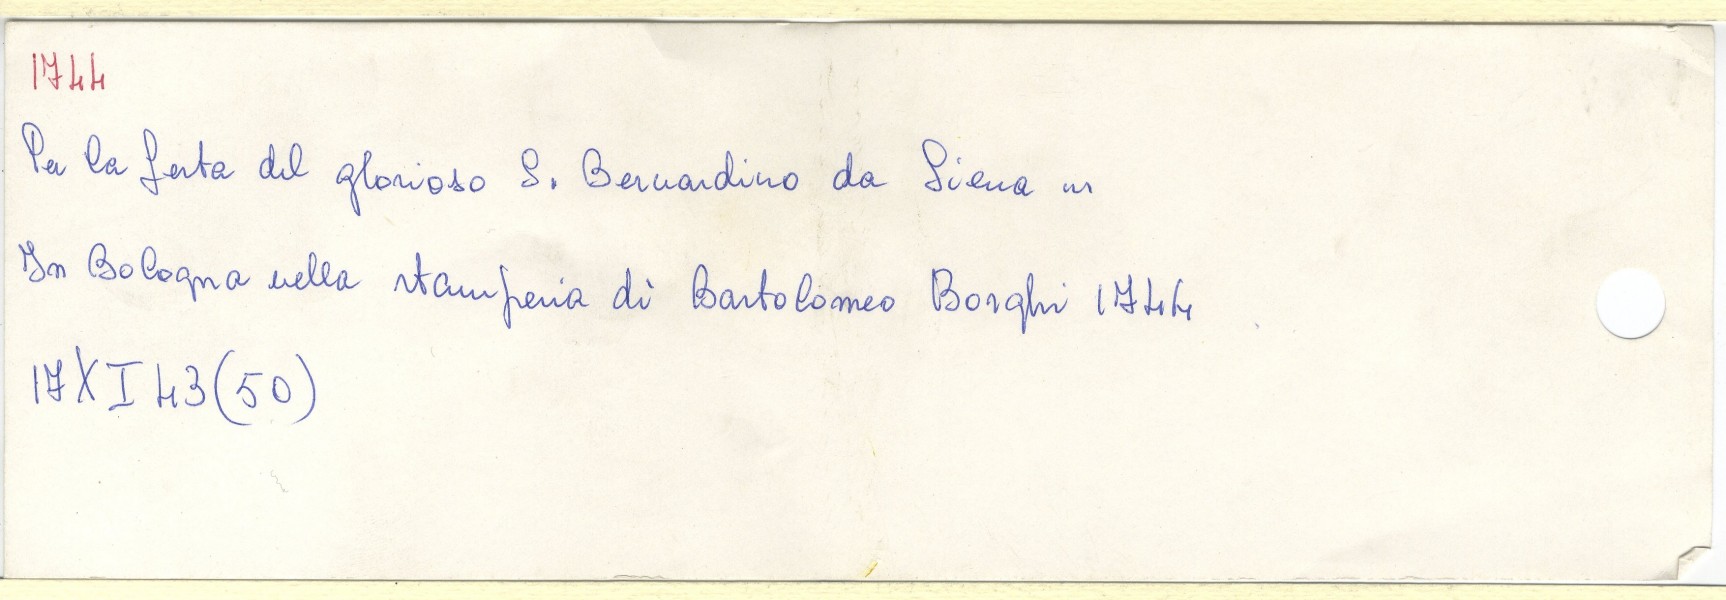 1744
Per la festa del glorioso S. Bernardino da Siena ...
In Bologna nella stamperia di Bartolomeo Borghi 1744
17 X I 43 (50)